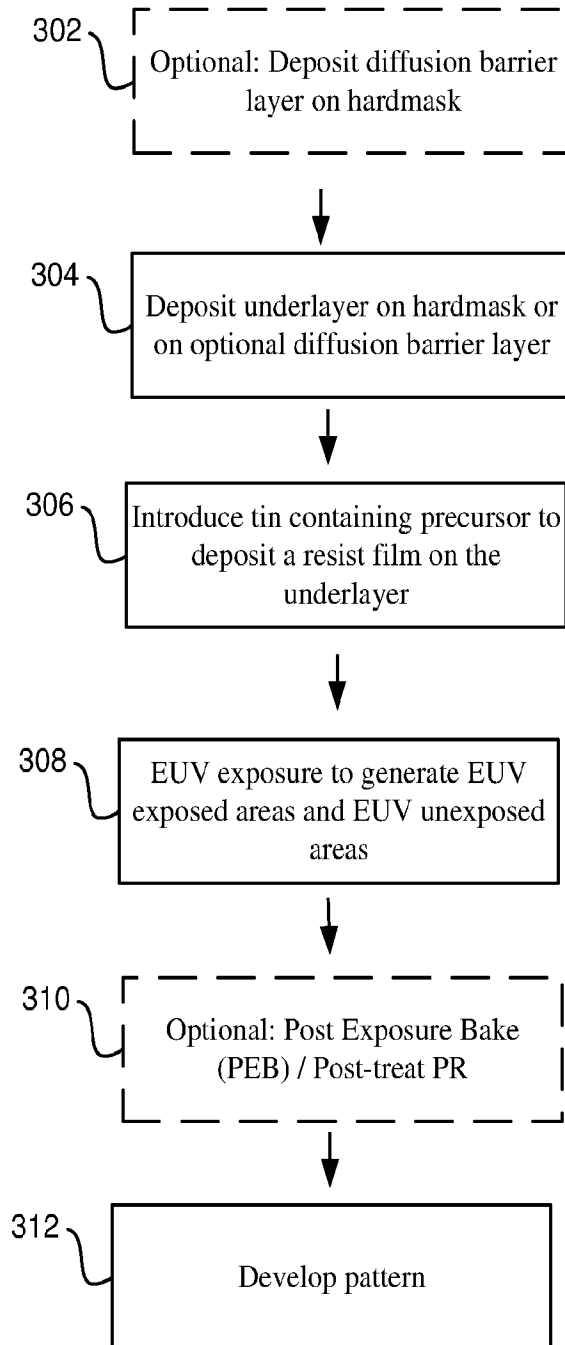 302
Optional: Deposit diffusion barrier
layer on hardmask
304
Deposit underlayer on hardmask or
on optional diffusion barrier layer
306
Introduce tin containing precursor to
deposit a resist film on the
underlayer
308
EUV exposure to generate EUV
exposed areas and EUV unexposed
areas
310
Optional: Post Exposure Bake
(PEB) / Post-treat PR
312
Develop pattern